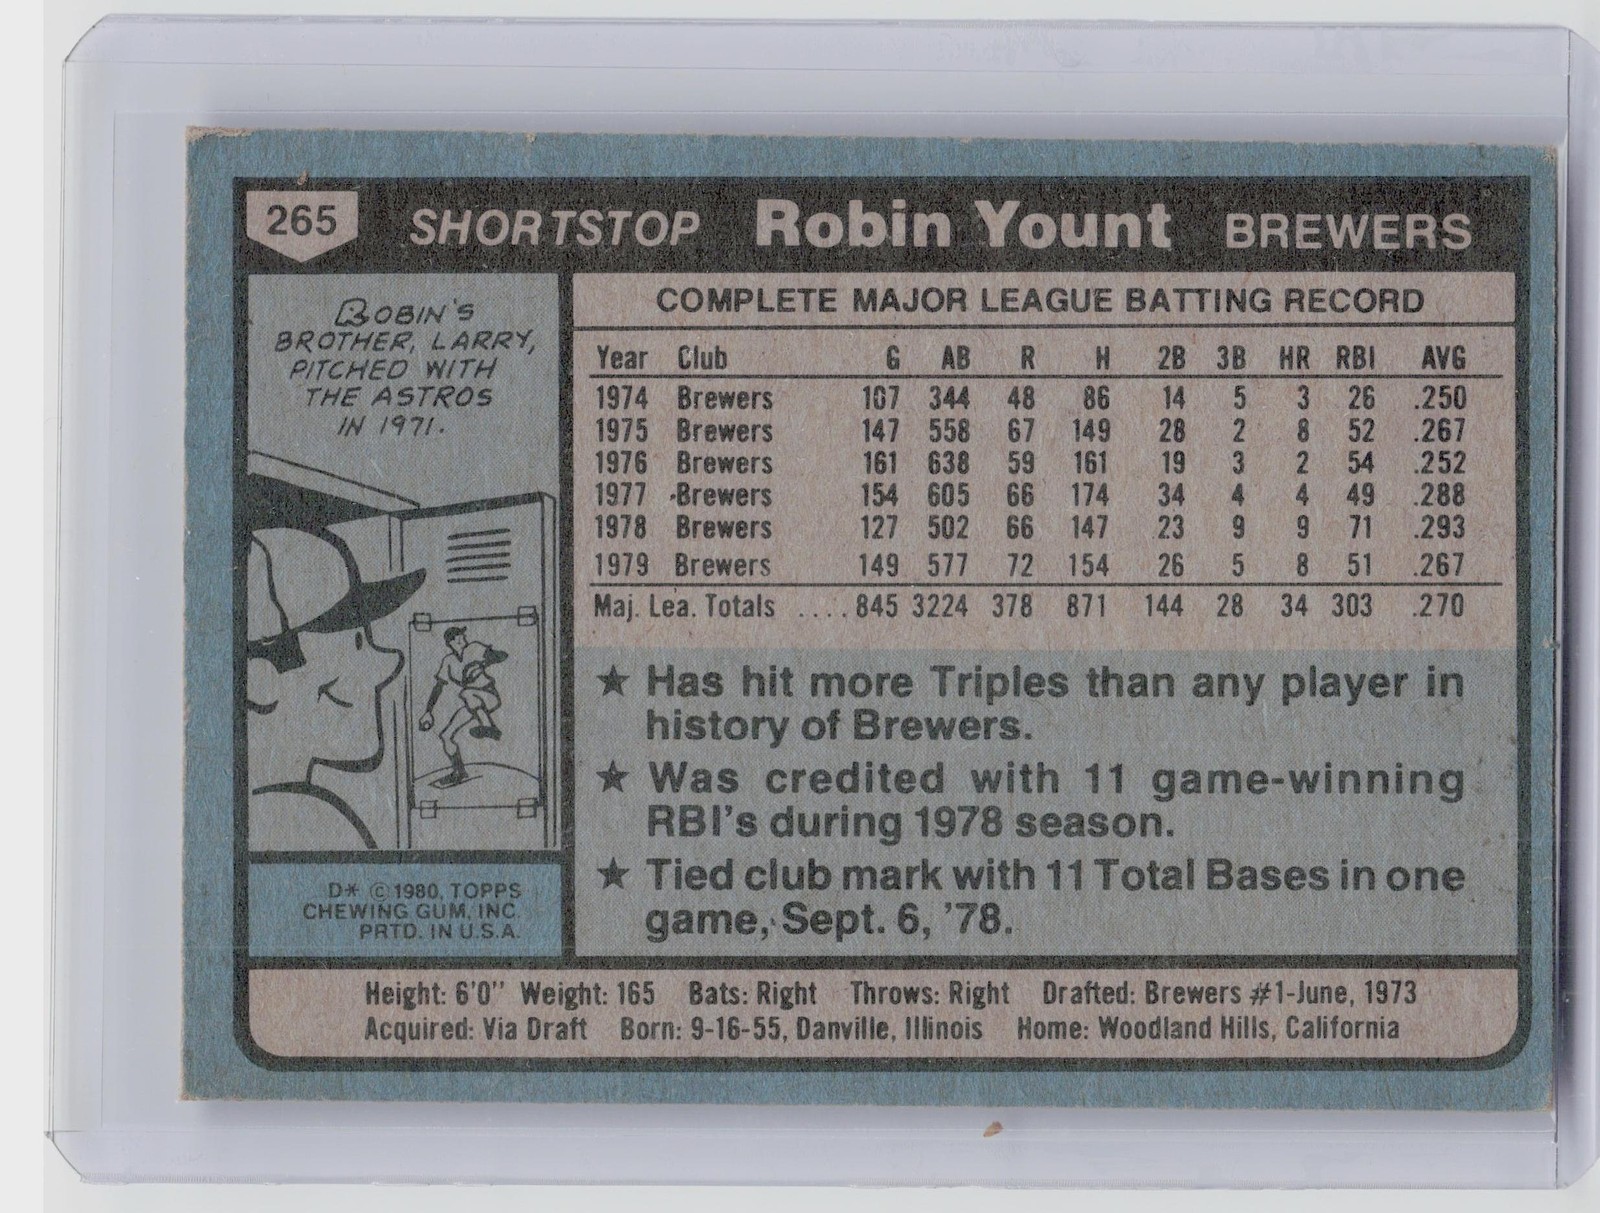 265 SHORTSTOP Robin Yount BREWERS
ROBIN'S
BROTHER, LARRY,
PITCHED WITH
THE ASTROS
IN 1971.
D* © 1980, TOPPS
CHEWING GUM, INC.
PRTD. IN U.S.A.
COMPLETE MAJOR LEAGUE BATTING RECORD
Year Club G AB R H 2B 3B HR RBI AVG
1974 Brewers 107 344 48 86 14 5 3 26 .250
1975 Brewers 147 558 67 149 28 2 8 52 .267
1976 Brewers 161 638 59 161 19 3 2 54 .252
1977 Brewers 154 605 66 174 34 4 4 49 .288
1978 Brewers 127 502 66 147 23 9 9 71 .293
1979 Brewers 149 577 72 154 26 5 8 51 .267
Maj. Lea. Totals ....845 3224 378 871 144 28 34 303 .270
★ Has hit more Triples than any player in
history of Brewers.
★ Was credited with 11 game-winning
RBI's during 1978 season.
★ Tied club mark with 11 Total Bases in one
game, Sept. 6, '78.
Height: 6'0" Weight: 165 Bats: Right Throws: Right Drafted: Brewers #1-June, 1973
Acquired: Via Draft Born: 9-16-55, Danville, Illinois Home: Woodland Hills, California